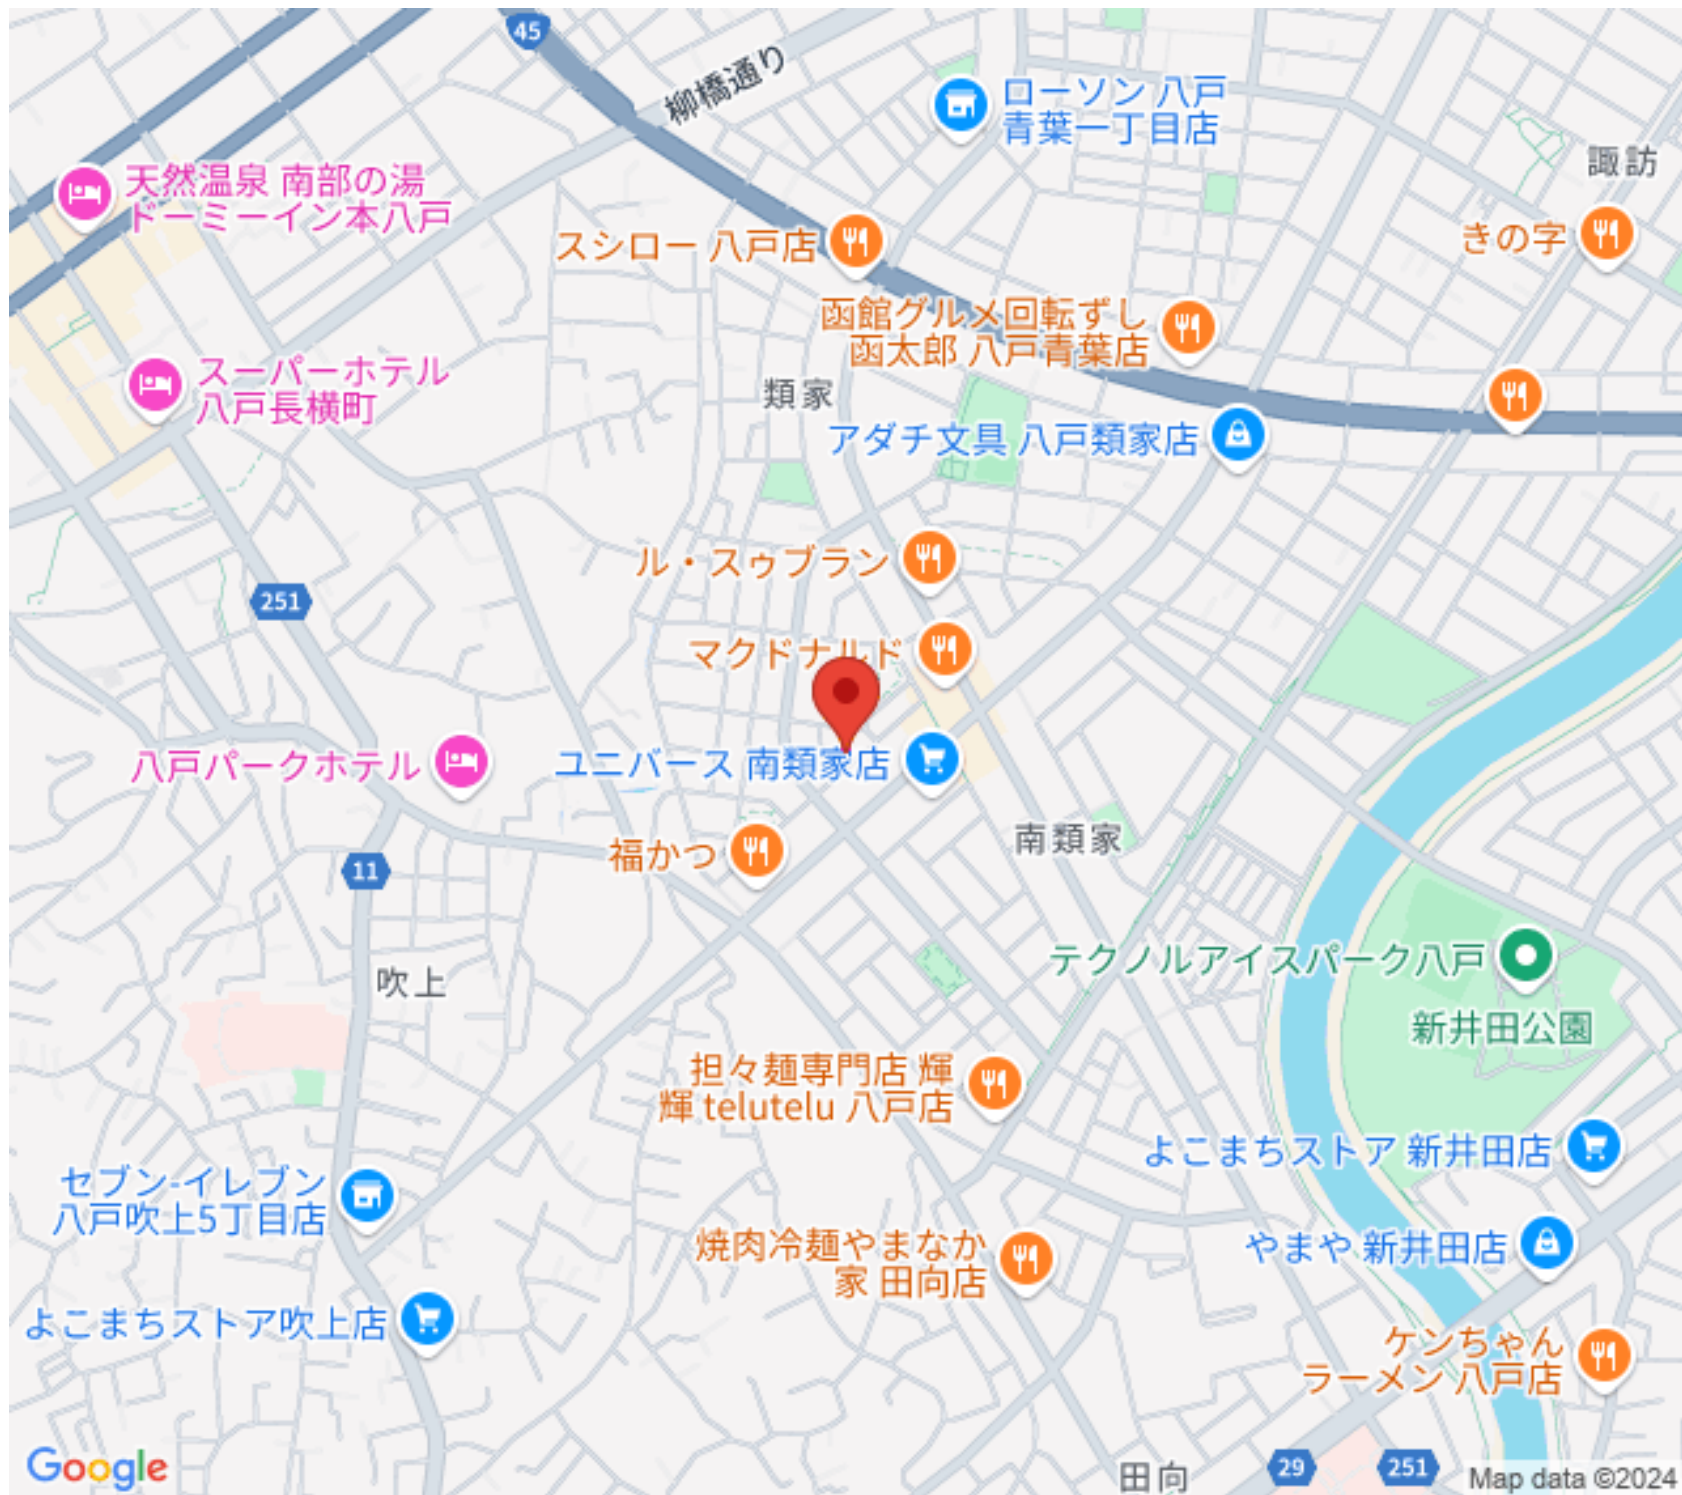 45
柳橋通り
ローソン 八戸
青葉一丁目店
諏訪
天然温泉 南部の湯
ドーミーイン本八戸
スシロー 八戸店
きの字
函館グルメ回転ずし
函太郎 八戸青葉店
スーパーホテル
八戸長横町
類家
アダチ文具 八戸類家店
ル・スゥブラン
251
マクドナルド
八戸パークホテル
ユニバース 南類家店
南類家
福かつ
11
吹上
テクノルアイスパーク八戸
新井田公園
担々麺専門店 輝
輝 telutelu 八戸店
よこまちストア 新井田店
セブン-イレブン
八戸吹上5丁目店
やまや 新井田店
焼肉冷麺やまなか
家 田向店
よこまちストア吹上店
ケンちゃん
ラーメン 八戸店
Google
田向
29
251
Map data ©2024